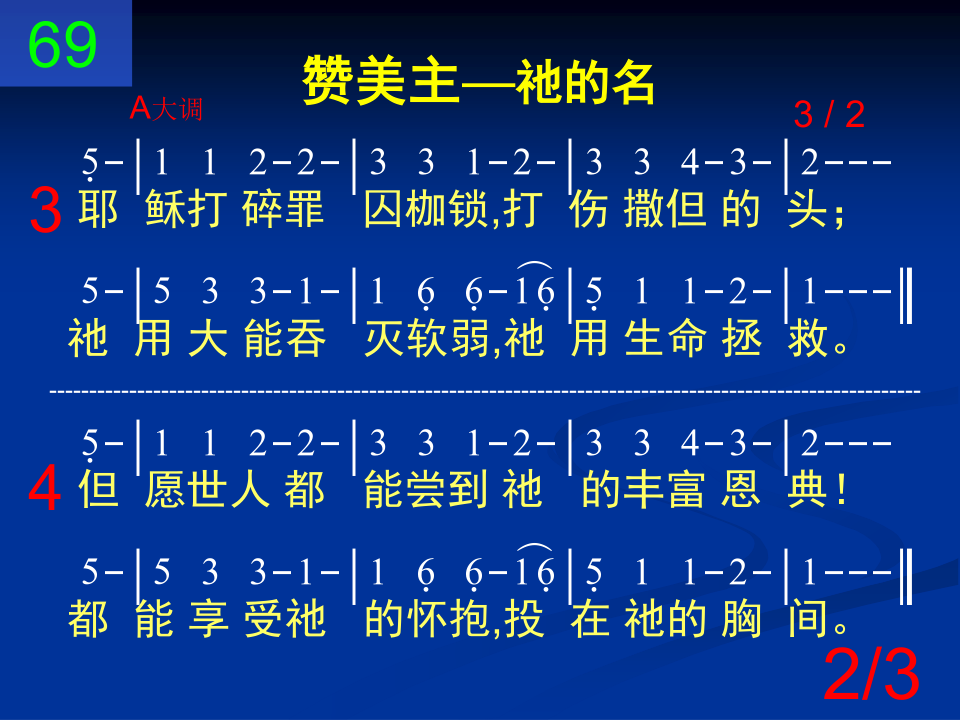 69
赞美主—祂的名
A大调
3 / 2
5̣-|1 1 2-2-|3 3 1-2-|3 3 4-3-|2---
3 耶 稣打 碎罪 囚枷锁,打 伤 撒但 的 头；
5-|5 3 3-1-|1 6̣ 6̣-16̣|5̣ 1 1-2-|1---‖
祂 用 大 能吞 灭软弱,祂 用 生命 拯 救。
5̣-|1 1 2-2-|3 3 1-2-|3 3 4-3-|2---
4 但 愿世人 都 能尝到 祂 的丰富 恩 典！
5-|5 3 3-1-|1 6̣ 6̣-16̣|5̣ 1 1-2-|1---‖
都 能 享 受祂 的怀抱,投 在 祂的 胸 间。
2/3